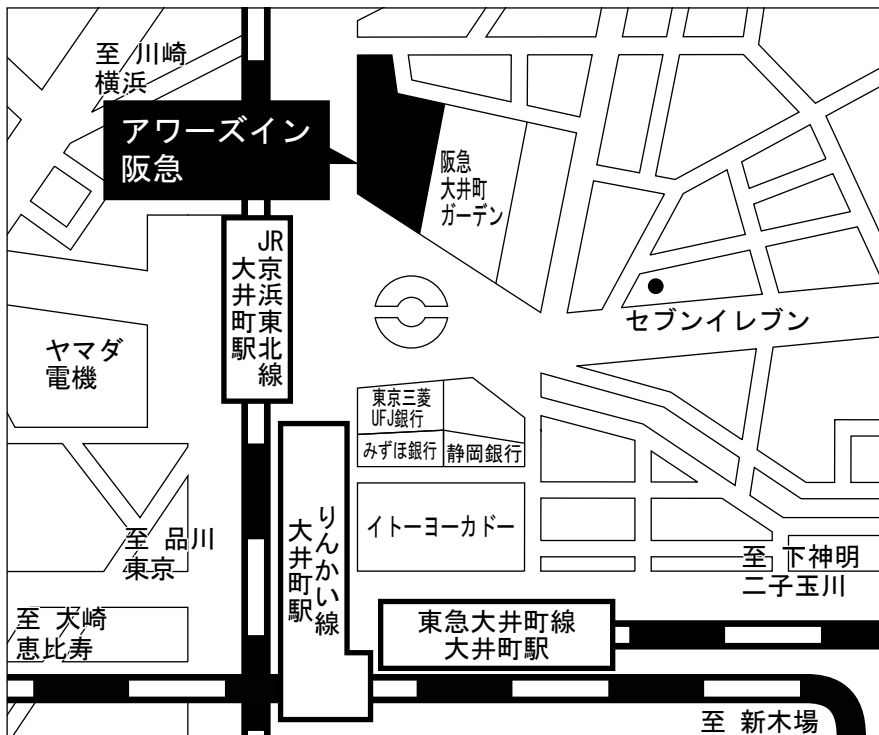 至 川崎
横浜
アワーズイン
阪急
阪急
大井町
ガーデン
JR京浜東北線
大井町駅
セブンイレブン
ヤマダ
電機
東京三菱
UFJ銀行
みずほ銀行
静岡銀行
りんかい線
大井町駅
イトーヨーカドー
至 品川
東京
至 下神明
二子玉川
至 大崎
恵比寿
東急大井町線
大井町駅
至 新木場